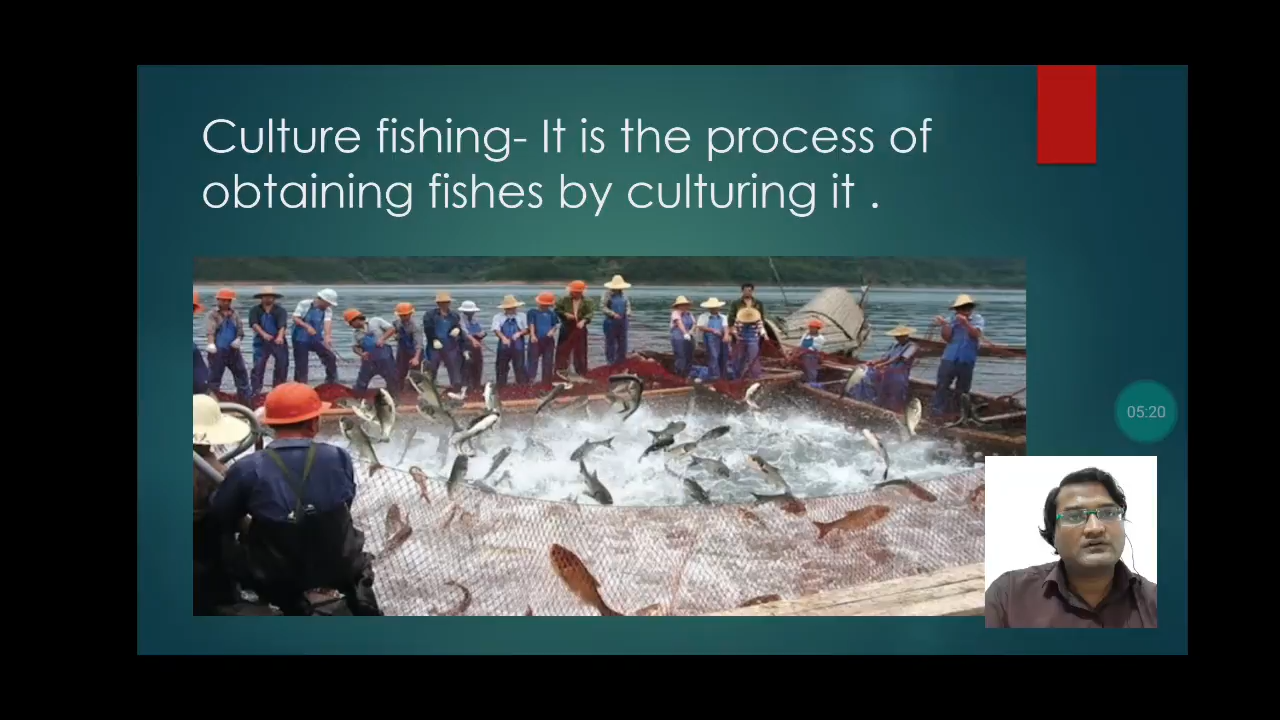 Culture fishing- It is the process of
obtaining fishes by culturing it .
05:20